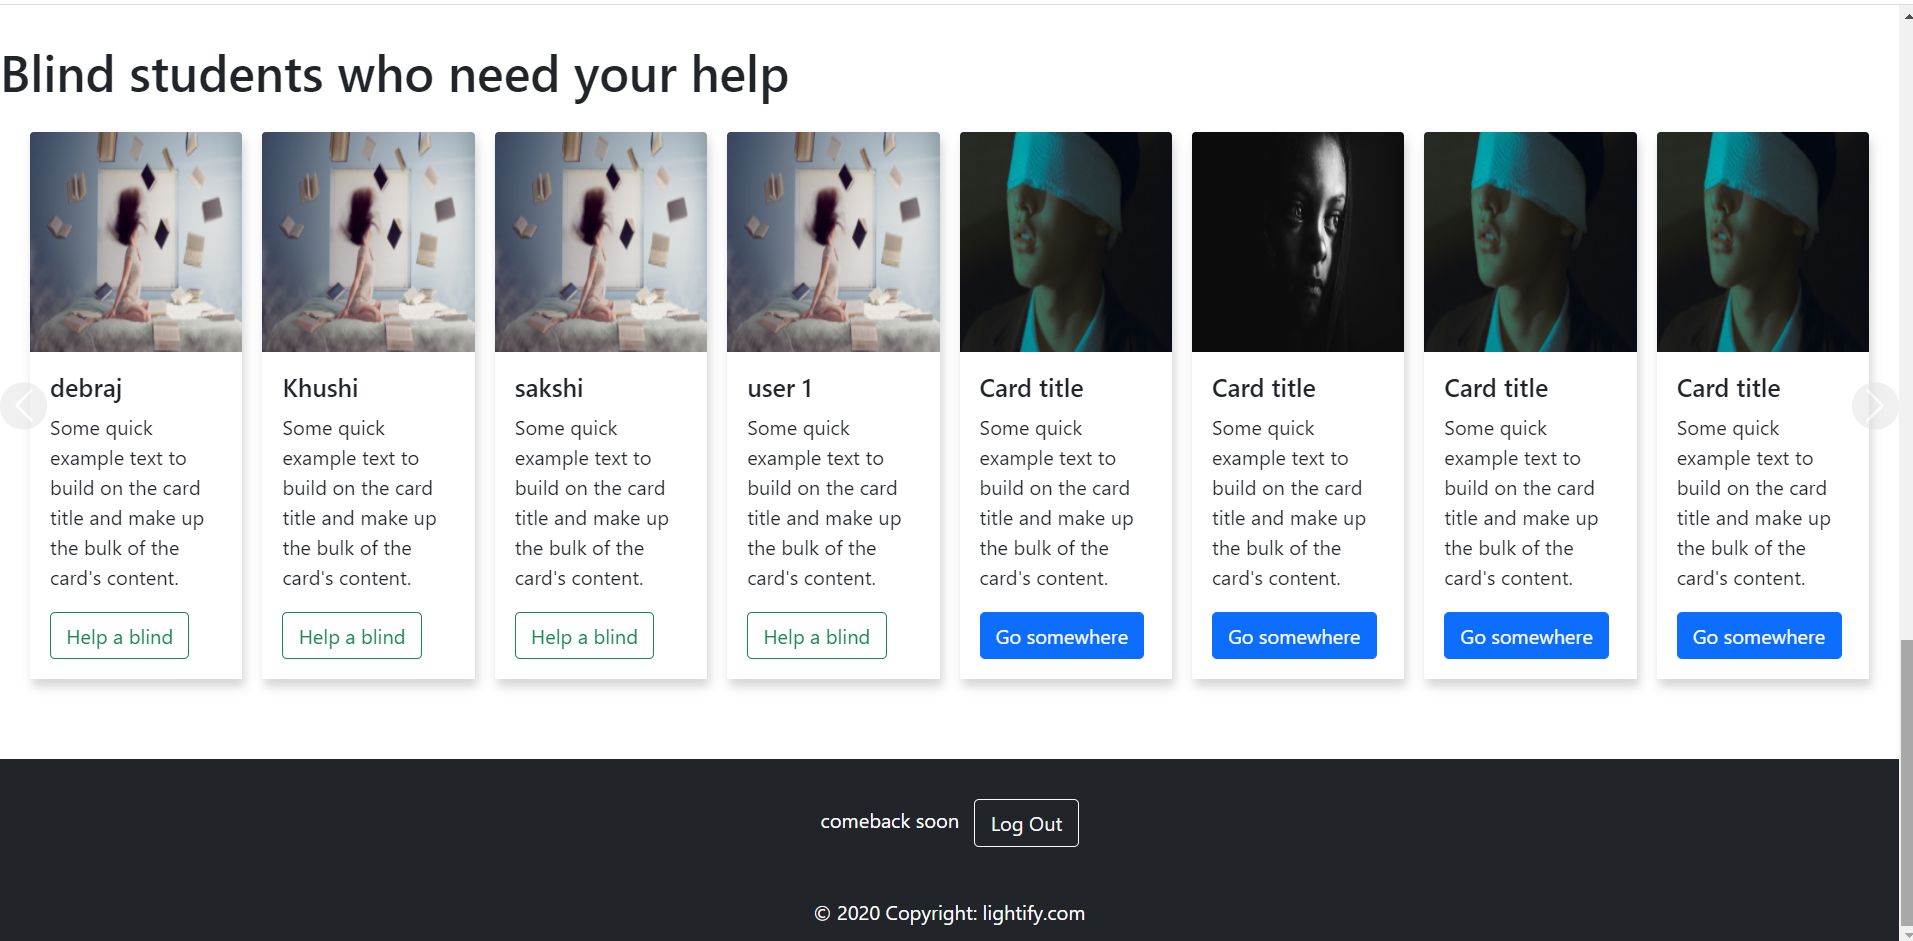 Blind students who need your help
debraj
Some quick
example text to
build on the card
title and make up
the bulk of the
card's content.
Help a blind
Khushi
Some quick
example text to
build on the card
title and make up
the bulk of the
card's content.
Help a blind
sakshi
Some quick
example text to
build on the card
title and make up
the bulk of the
card's content.
Help a blind
user 1
Some quick
example text to
build on the card
title and make up
the bulk of the
card's content.
Help a blind
Card title
Some quick
example text to
build on the card
title and make up
the bulk of the
card's content.
Go somewhere
Card title
Some quick
example text to
build on the card
title and make up
the bulk of the
card's content.
Go somewhere
Card title
Some quick
example text to
build on the card
title and make up
the bulk of the
card's content.
Go somewhere
Card title
Some quick
example text to
build on the card
title and make up
the bulk of the
card's content.
Go somewhere
comeback soon Log Out
© 2020 Copyright: lightify.com